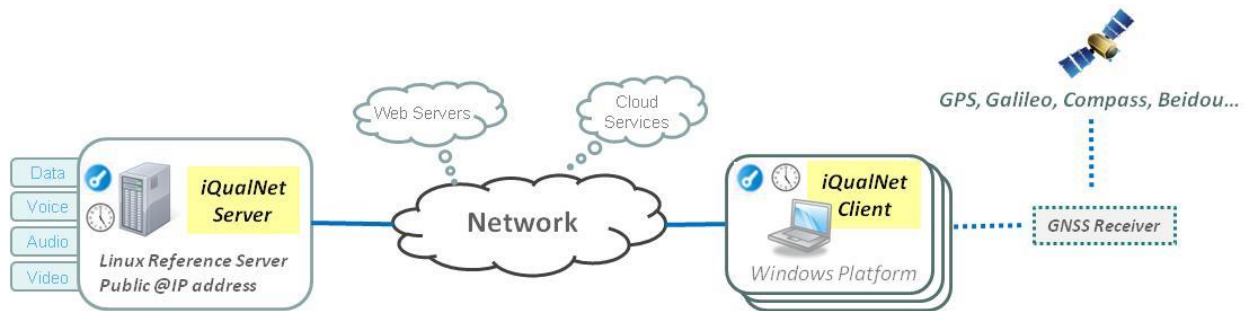 Data
Voice
Audio
Video
iQualNet
Server
Linux Reference Server
Public @IP address
Web Servers
Cloud
Services
Network
iQualNet
Client
Windows Platform
GPS, Galileo, Compass, Beidou...
GNSS Receiver